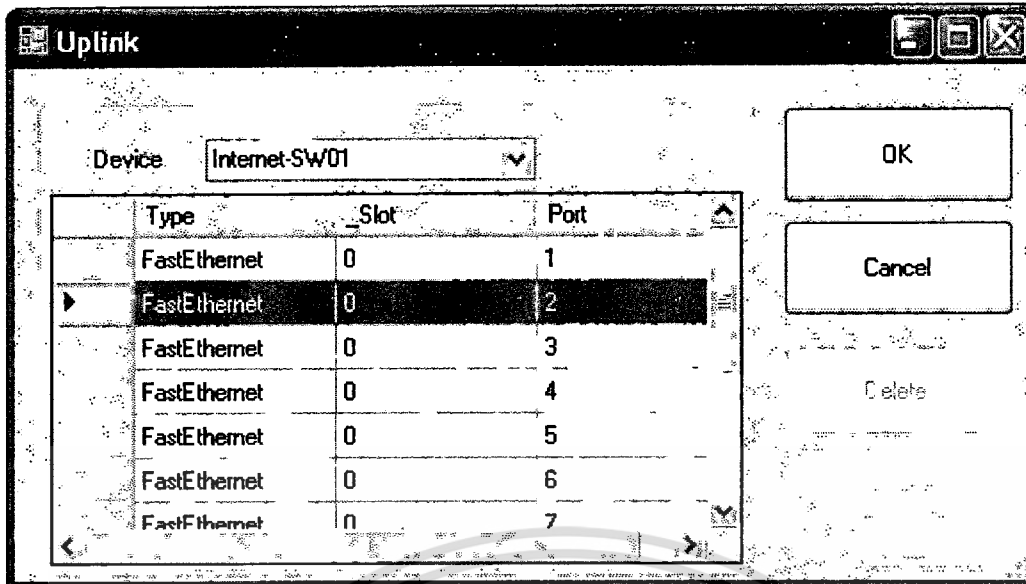 Uplink
Device Internet-SW01
OK
Type _Slot Port
FastEthernet 0 1
Cancel
FastEthernet 0 2
FastEthernet 0 3
FastEthernet 0 4
Delete
FastEthernet 0 5
FastEthernet 0 6
FastEthernet 0 7